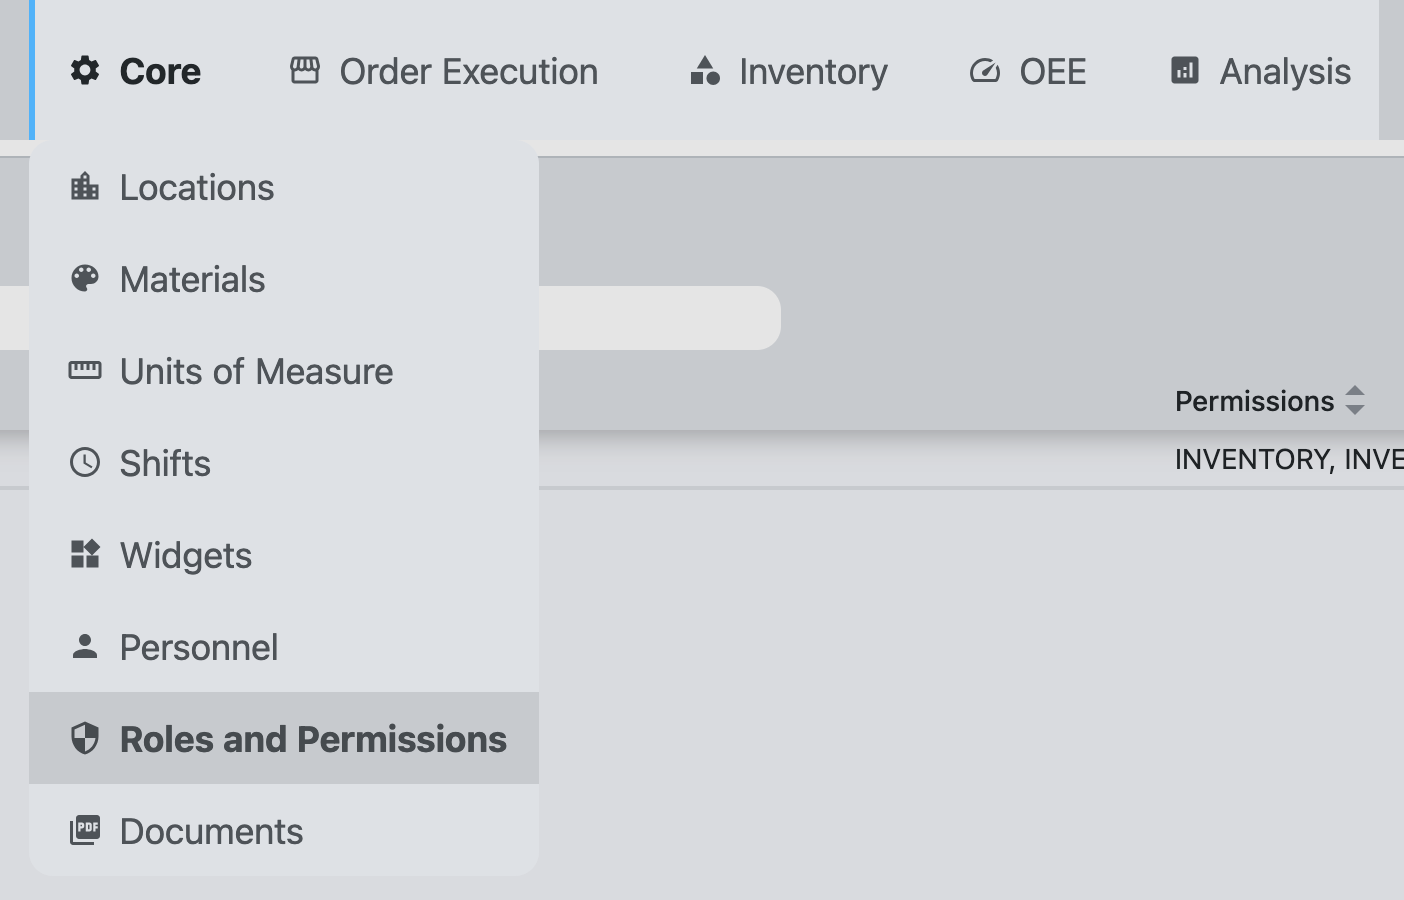 Core Order Execution Inventory OEE Analysis
Locations
Materials
Units of Measure
Permissions
Shifts
INVENTORY, INVE
Widgets
Personnel
Roles and Permissions
PDF
Documents